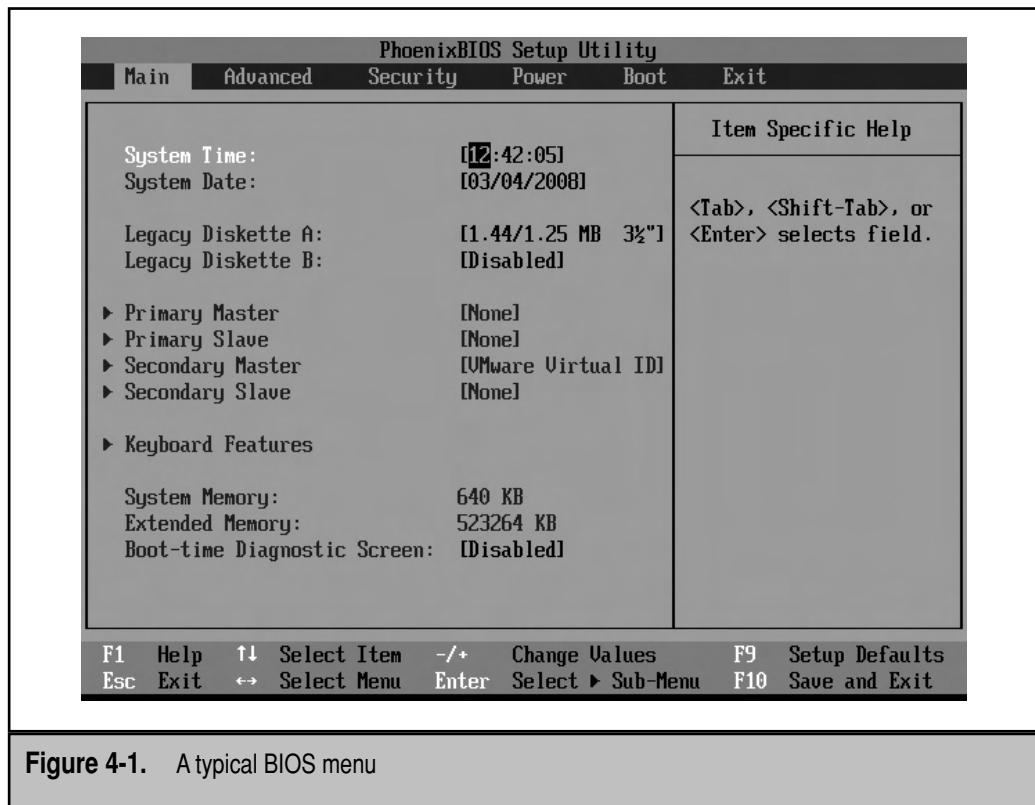 PhoenixBIOS Setup Utility
Main Advanced Security Power Boot Exit
Item Specific Help
System Time: [12:42:05]
System Date: [03/04/2008]
<Tab>, <Shift-Tab>, or
<Enter> selects field.
Legacy Diskette A: [1.44/1.25 MB 3½"]
Legacy Diskette B: [Disabled]
▶ Primary Master [None]
▶ Primary Slave [None]
▶ Secondary Master [VMware Virtual ID]
▶ Secondary Slave [None]
▶ Keyboard Features
System Memory: 640 KB
Extended Memory: 523264 KB
Boot-time Diagnostic Screen: [Disabled]
F1 Help ↑↓ Select Item -/+ Change Values F9 Setup Defaults
Esc Exit ↔ Select Menu Enter Select ▶ Sub-Menu F10 Save and Exit
Figure 4-1. A typical BIOS menu